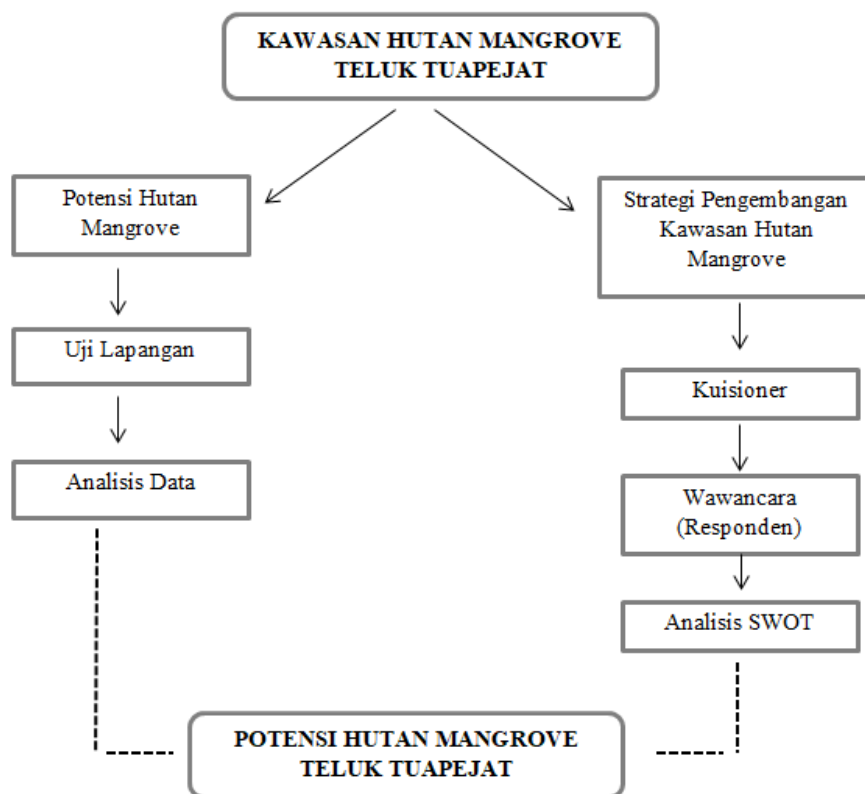 KAWASAN HUTAN MANGROVE
TELUK TUAPEJAT
Potensi Hutan
Mangrove
Uji Lapangan
Analisis Data
Strategi Pengembangan
Kawasan Hutan
Mangrove
Kuisioner
Wawancara
(Responden)
Analisis SWOT
POTENSI HUTAN MANGROVE
TELUK TUAPEJAT